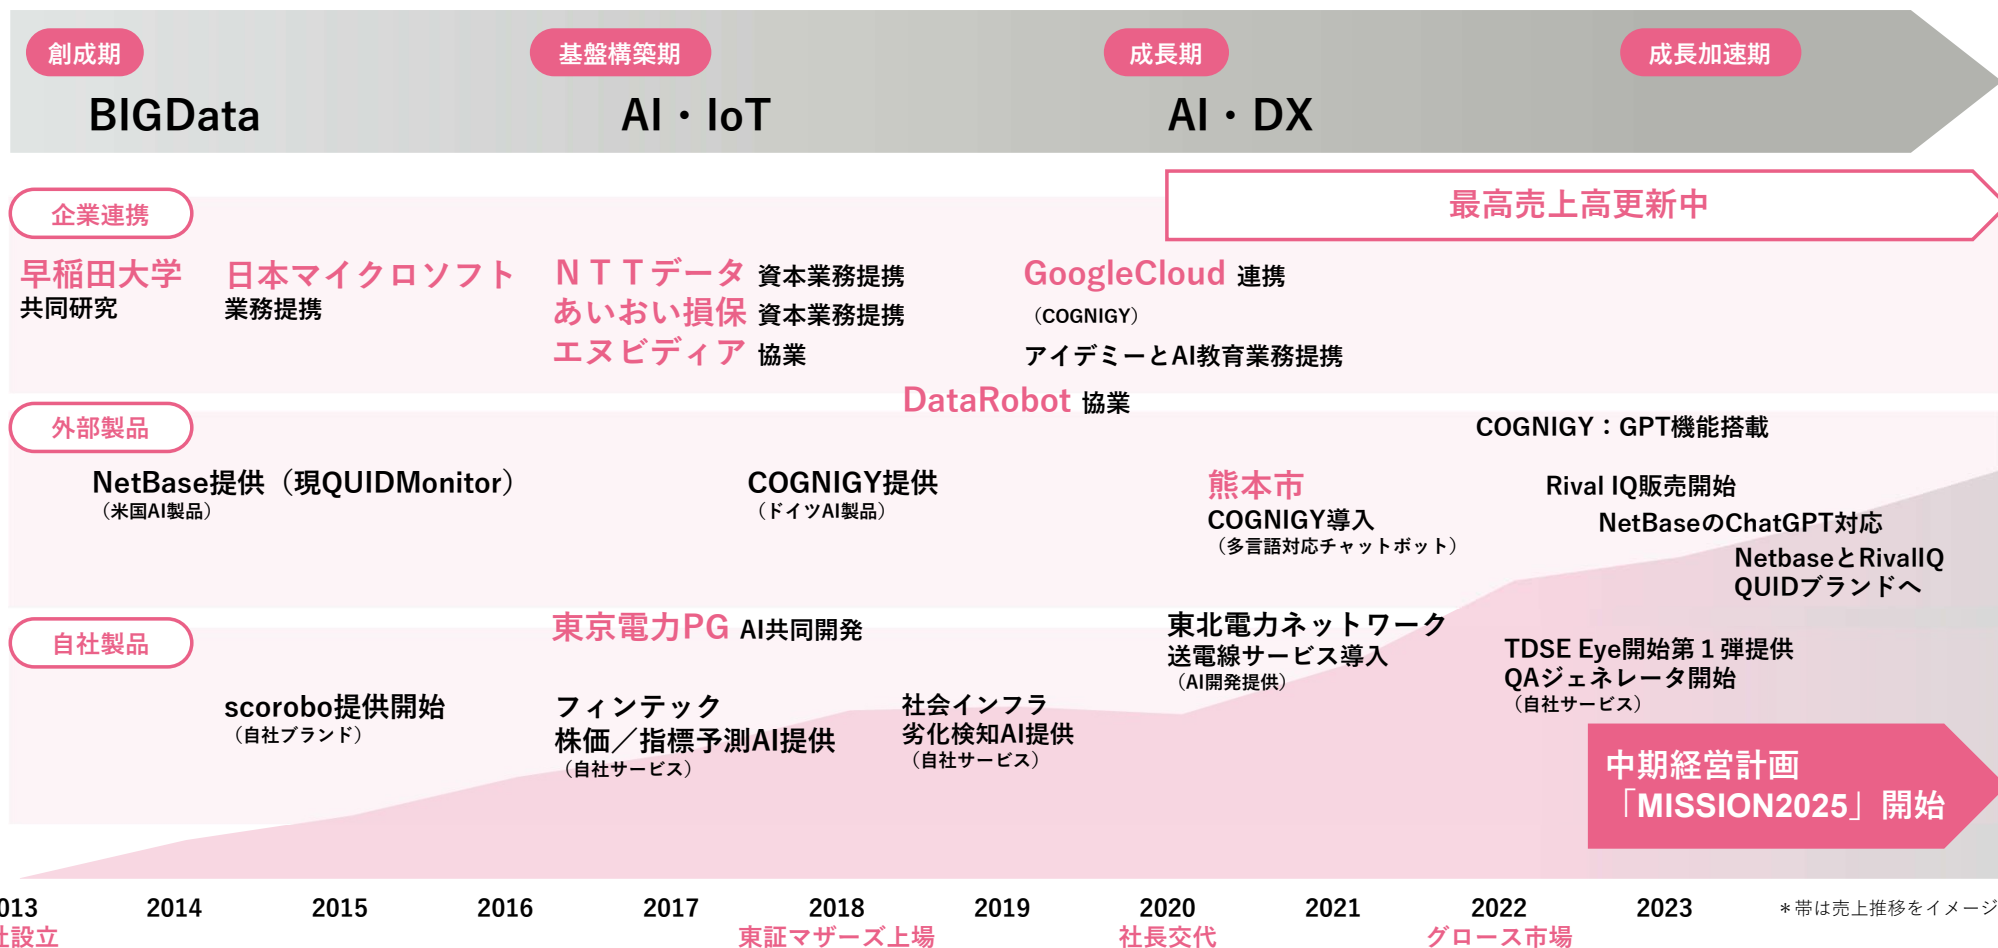 創成期
基盤構築期
成長期
成長加速期
BIGData
AI・IoT
AI・DX
企業連携
最高売上高更新中
早稲田大学
共同研究
日本マイクロソフト
業務提携
NTTデータ 資本業務提携
あいおい損保 資本業務提携
エヌビディア 協業
GoogleCloud 連携
（COGNIGY）
アイデミーとAI教育業務提携
DataRobot 協業
外部製品
COGNIGY：GPT機能搭載
NetBase提供（現QUIDMonitor）
（米国AI製品）
COGNIGY提供
（ドイツAI製品）
熊本市
COGNIGY導入
（多言語対応チャットボット）
Rival IQ販売開始
NetBaseのChatGPT対応
NetbaseとRivalIQ
QUIDブランドへ
自社製品
東京電力PG AI共同開発
東北電力ネットワーク
送電線サービス導入
（AI開発提供）
TDSE Eye開始第１弾提供
QAジェネレータ開始
（自社サービス）
scorobo提供開始
（自社ブランド）
フィンテック
株価／指標予測AI提供
（自社サービス）
社会インフラ
劣化検知AI提供
（自社サービス）
中期経営計画
「MISSION2025」開始
013
2014
2015
2016
2017
2018
2019
2020
2021
2022
2023
＊帯は売上推移をイメージ
社設立
東証マザーズ上場
社長交代
グロース市場